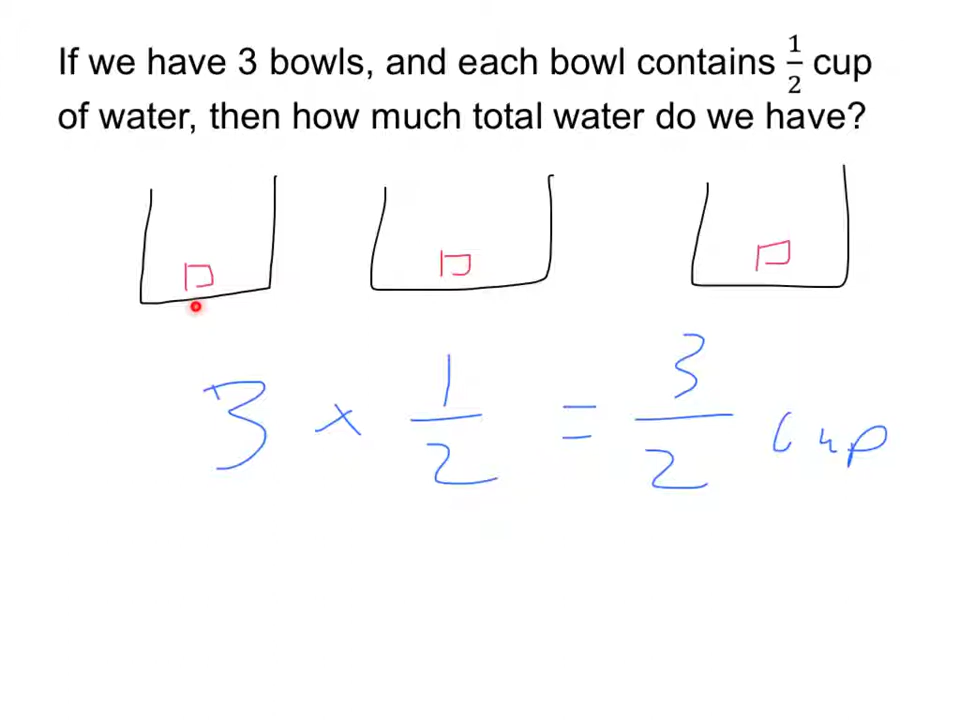 If we have 3 bowls, and each bowl contains 1/2 cup
of water, then how much total water do we have?
3 × 1/2 = 3/2 cup